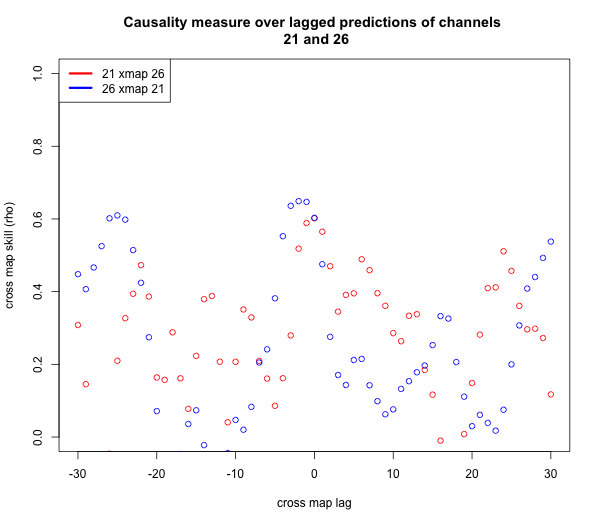 Causality measure over lagged predictions of channels
21 and 26
21 xmap 26
26 xmap 21
cross map skill (rho)
1.0
0.8
0.6
0.4
0.2
0.0
-30 -20 -10 0 10 20 30
cross map lag